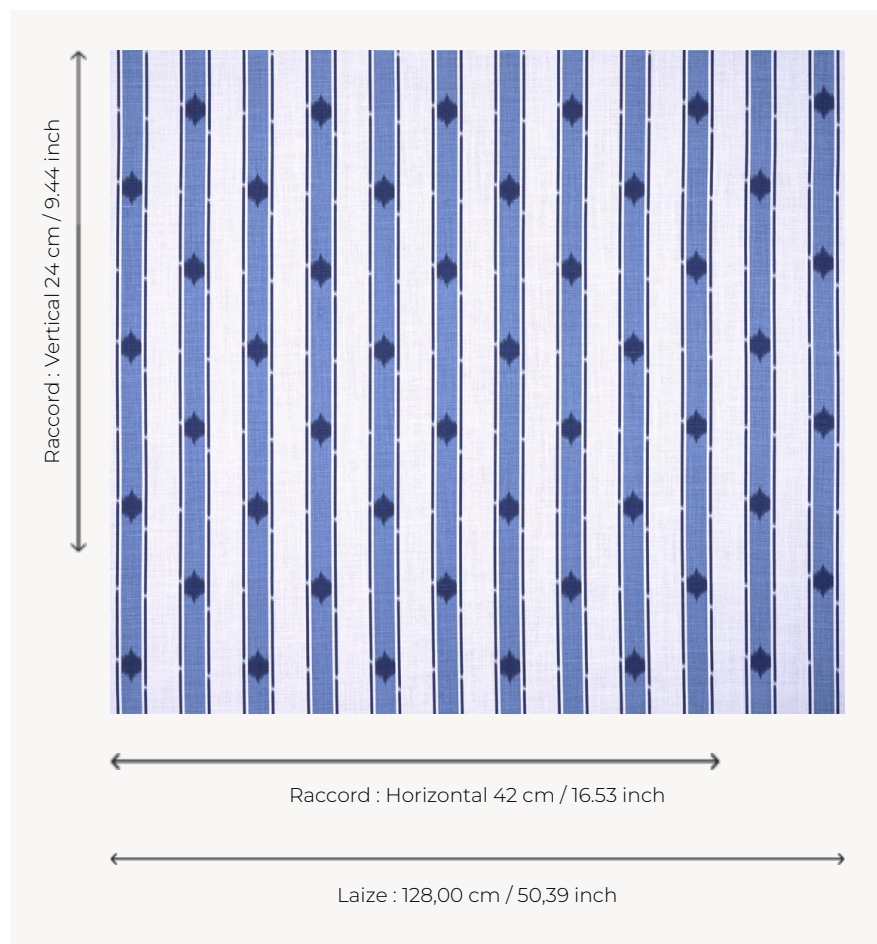 Raccord : Vertical 24 cm / 9.44 inch
Raccord : Horizontal 42 cm / 16.53 inch
Laize : 128,00 cm / 50,39 inch